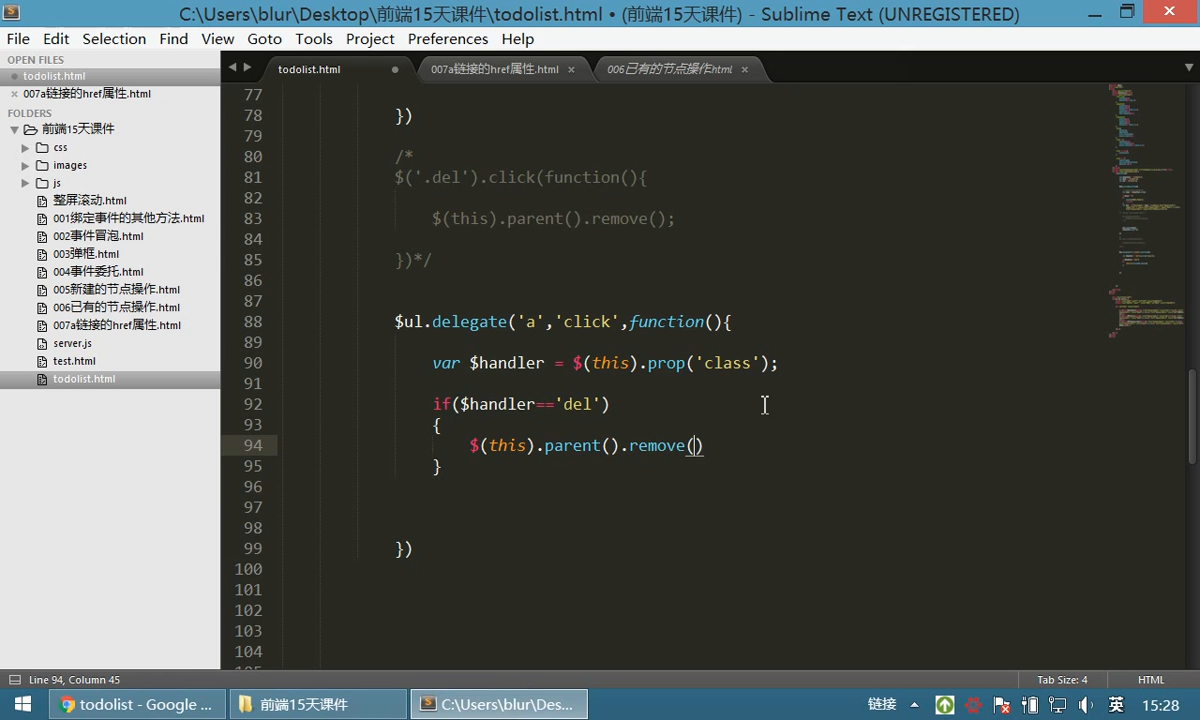 C:\Users\blur\Desktop\前端15天课件\todolist.html • (前端15天课件) - Sublime Text (UNREGISTERED)
File Edit Selection Find View Goto Tools Project Preferences Help
OPEN FILES
todolist.html
007a链接的href属性.html
FOLDERS
前端15天课件
css
images
js
整屏滚动.html
001绑定事件的其他方法.html
002事件冒泡.html
003弹框.html
004事件委托.html
005新建的节点操作.html
006已有的节点操作.html
007a链接的href属性.html
server.js
test.html
todolist.html
todolist.html 007a链接的href属性.html 006已有的节点操作html
77
78 })
79
80 /*
81 $('.del').click(function(){
82
83 $(this).parent().remove();
84
85 })*/
86
87
88 $ul.delegate('a','click',function(){
89
90 var $handler = $(this).prop('class');
91
92 if($handler=='del')
93 {
94 $(this).parent().remove()
95 }
96
97
98
99 })
100
101
102
103
104
Line 94, Column 45 Tab Size: 4 HTML
todolist - Google ... 前端15天课件 C:\Users\blur\Des... 链接 英 15:28